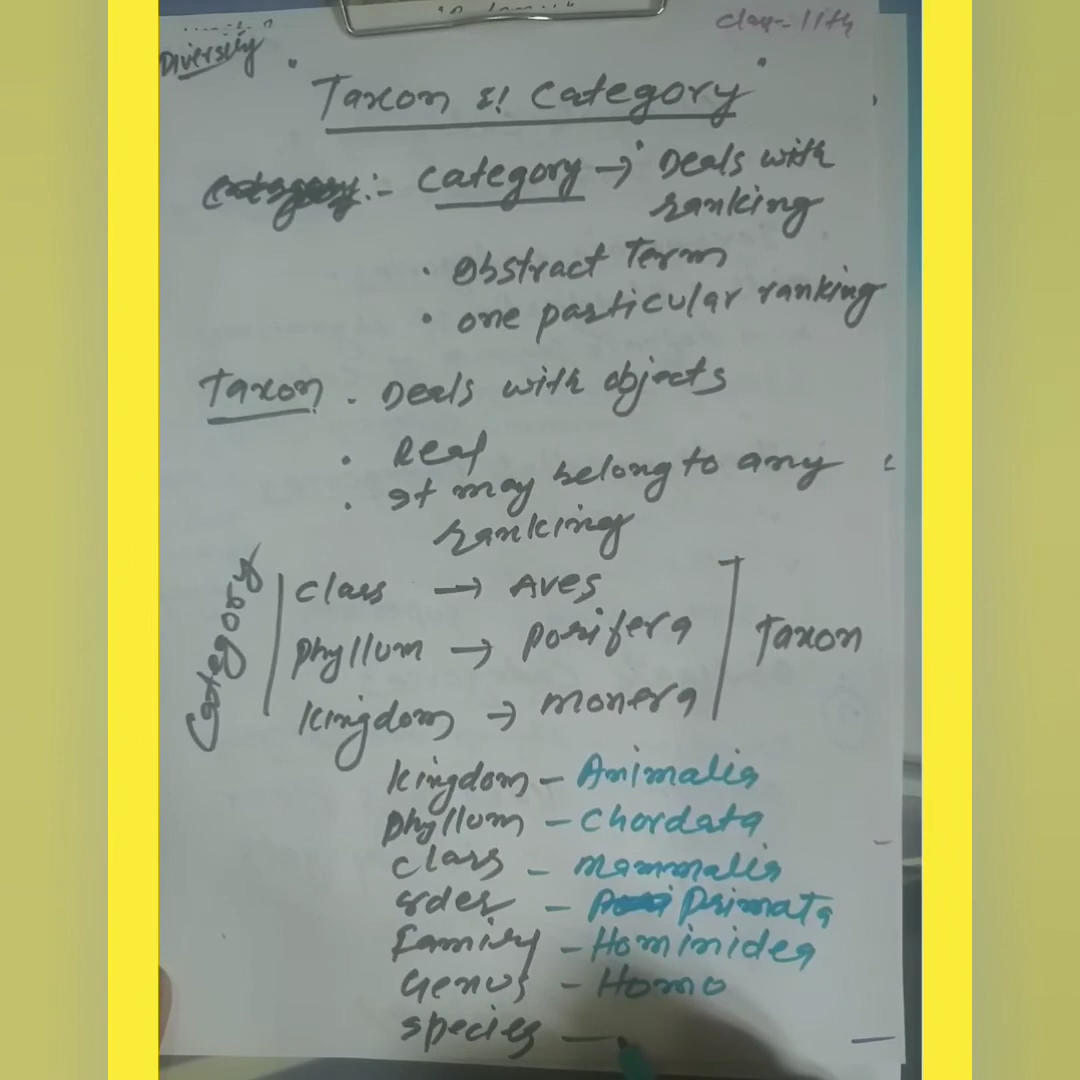 class-11th
Diversity
"Taxon & Category"
Category :- Category → Deals with
ranking
• Abstract Term
• one particular ranking
Taxon • Deals with objects
• Real
• It may belong to any
ranking
Category
class → Aves
phyllum → porifera
kingdom → monera
Taxon
kingdom - Animalia
phyllum - Chordata
class - mammalia
order - Primata
Family - Hominidea
Genus - Homo
species -